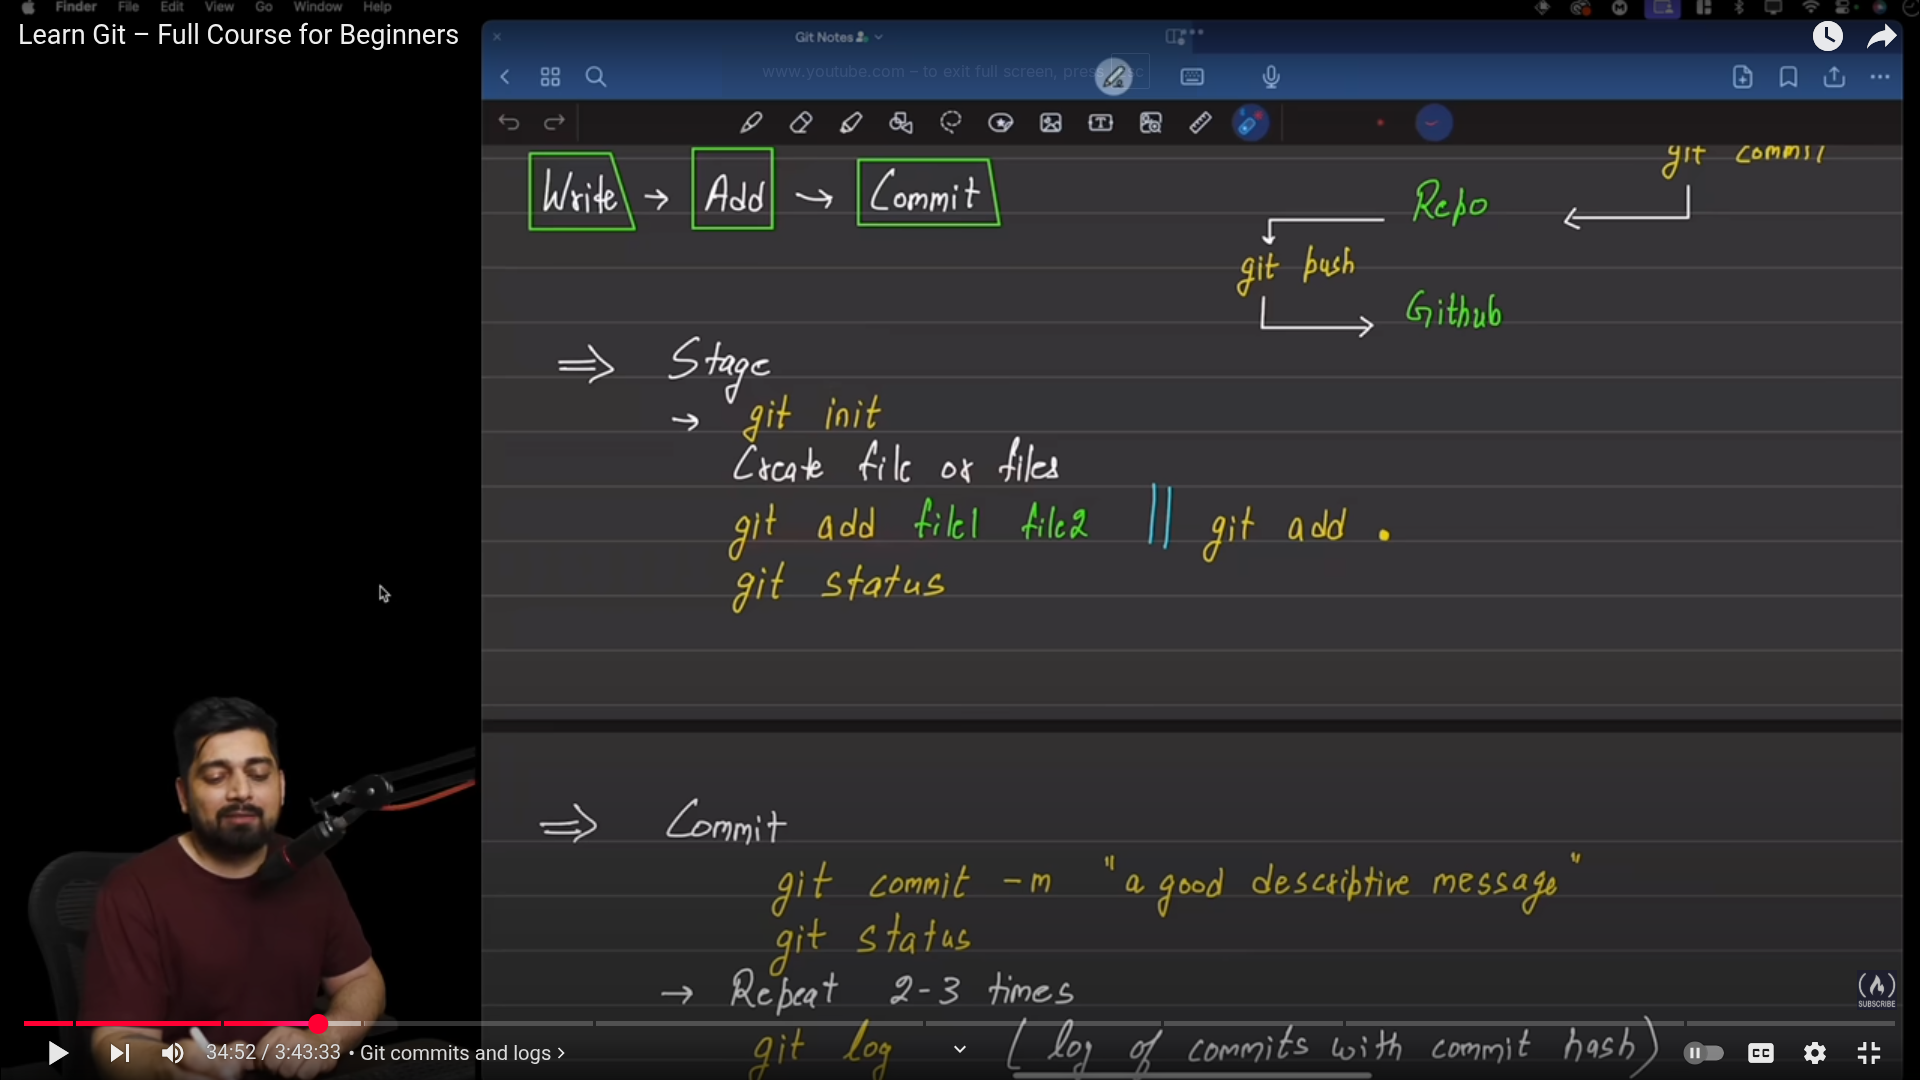 Finder File Edit View Go Window Help
Learn Git – Full Course for Beginners
Git Notes
www.youtube.com – to exit full screen, press Esc
git commit
Write → Add → Commit
Repo
git push
Github
⇒ Stage
→ git init
Create file or files
git add file1 file2 || git add .
git status
⇒ Commit
git commit -m "a good descriptive message"
git status
→ Repeat 2-3 times
SUBSCRIBE
git log ( log of commits with commit hash)
34:52 / 3:43:33 • Git commits and logs >
CC